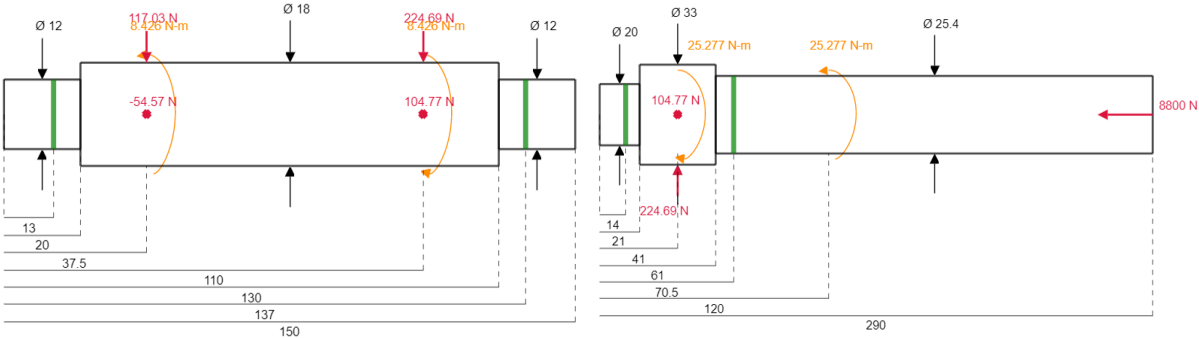 Ø 12
117.03 N
8.426 N-m
Ø 18
224.69 N
8.426 N-m
Ø 12
-54.57 N
104.77 N
13
20
37.5
110
130
137
150
Ø 20
Ø 33
25.277 N-m
25.277 N-m
Ø 25.4
104.77 N
8800 N
224.69 N
14
21
41
61
70.5
120
290